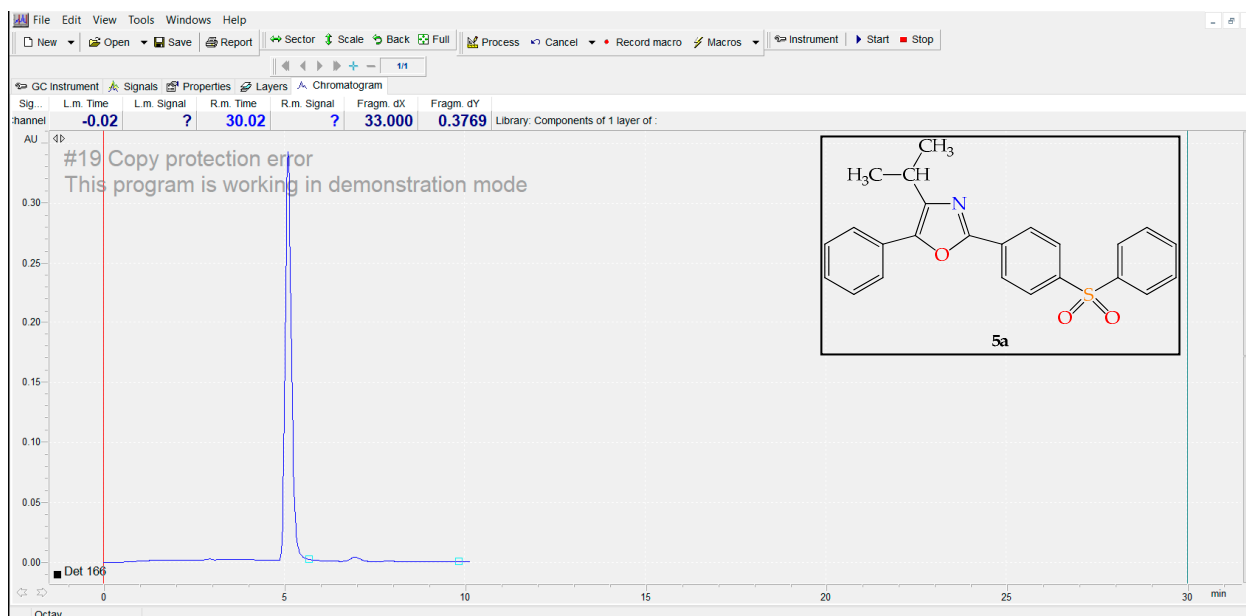 File Edit View Tools Windows Help
New Open Save Report Sector Scale Back Full Process Cancel Record macro Macros Instrument Start Stop
1/1
GC Instrument Signals Properties Layers Chromatogram
Sig... L.m. Time L.m. Signal R.m. Time R.m. Signal Fragm. dX Fragm. dY
:hannel -0.02 ? 30.02 ? 33.000 0.3769 Library: Components of 1 layer of :
AU
#19 Copy protection error
This program is working in demonstration mode
CH3
H3C CH
N
O
S
O O
5a
0.30
0.25
0.20
0.15
0.10
0.05
0.00
Det 166
0 5 10 15 20 25 30 min
Octav